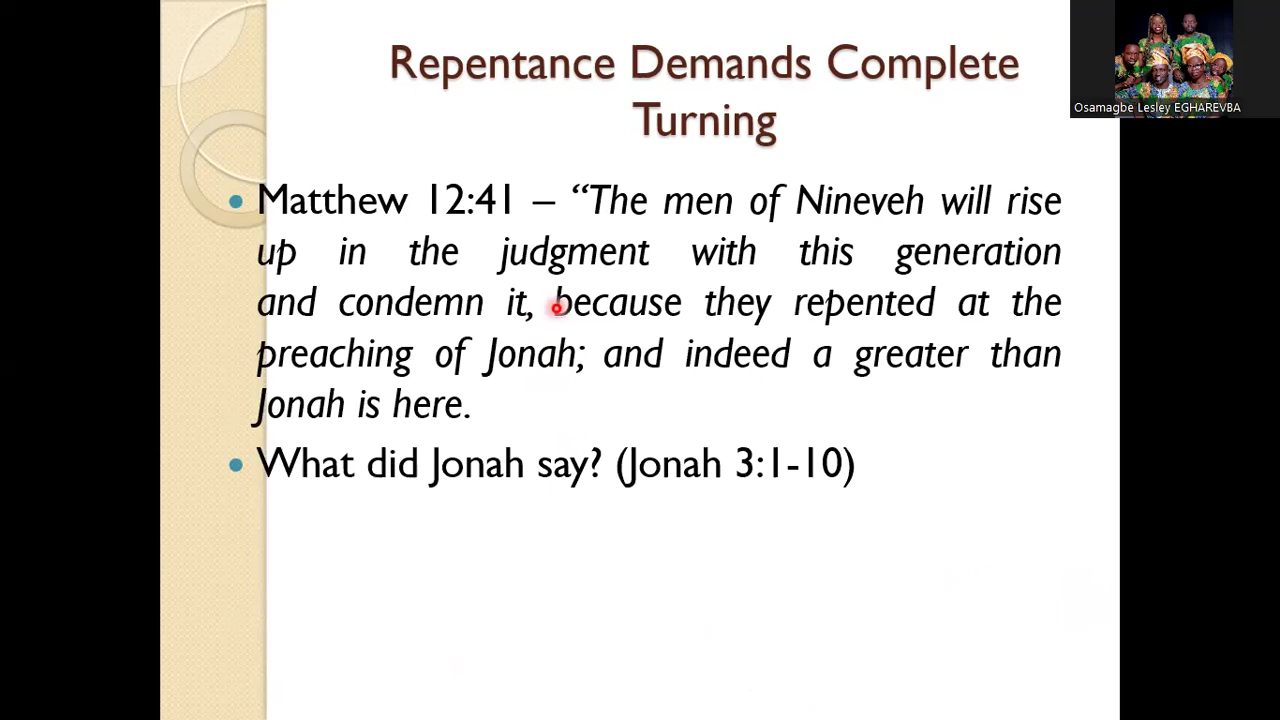 Repentance Demands Complete
Turning
Osamagbe Lesley EGHAREVBA
• Matthew 12:41 – “The men of Nineveh will rise
up in the judgment with this generation
and condemn it, because they repented at the
preaching of Jonah; and indeed a greater than
Jonah is here.
• What did Jonah say? (Jonah 3:1-10)